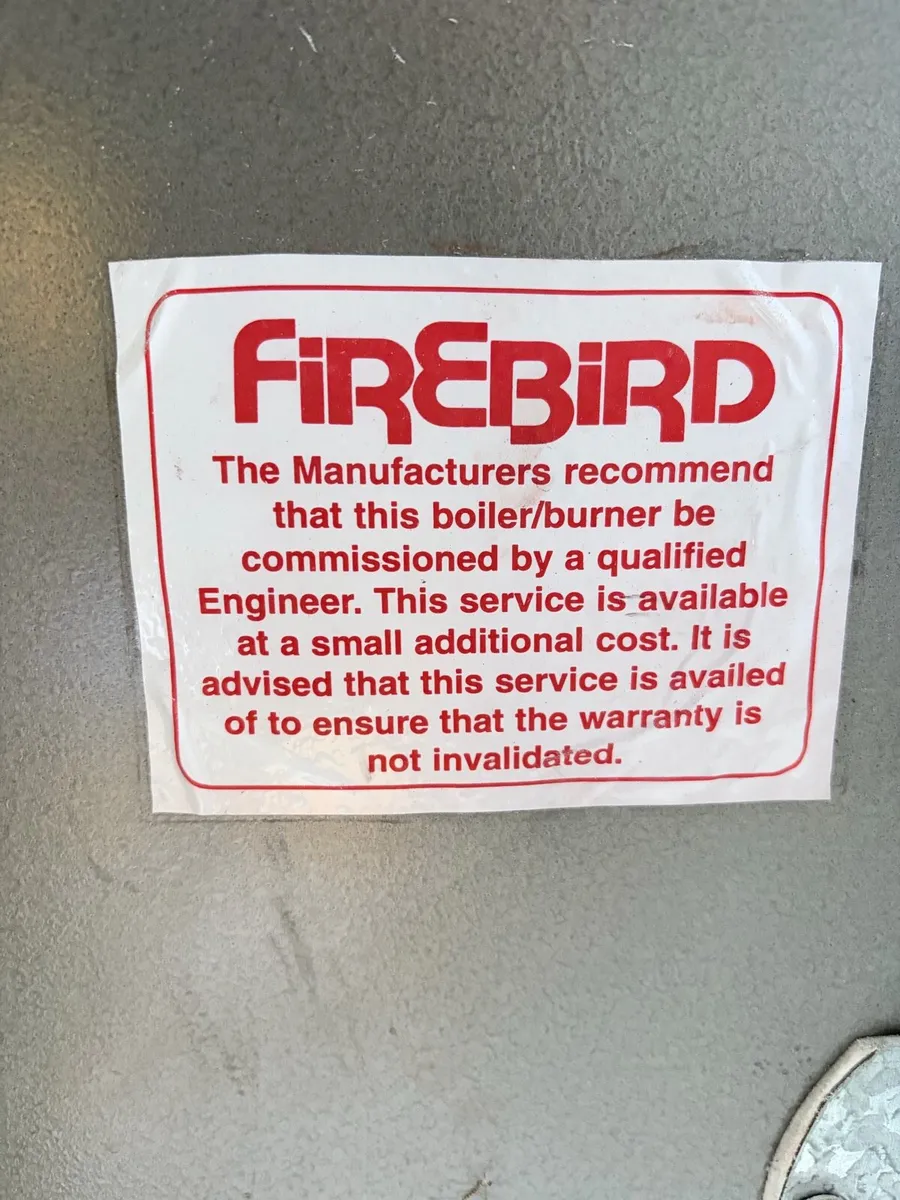 FiREBiRD
The Manufacturers recommend
that this boiler/burner be
commissioned by a qualified
Engineer. This service is available
at a small additional cost. It is
advised that this service is availed
of to ensure that the warranty is
not invalidated.